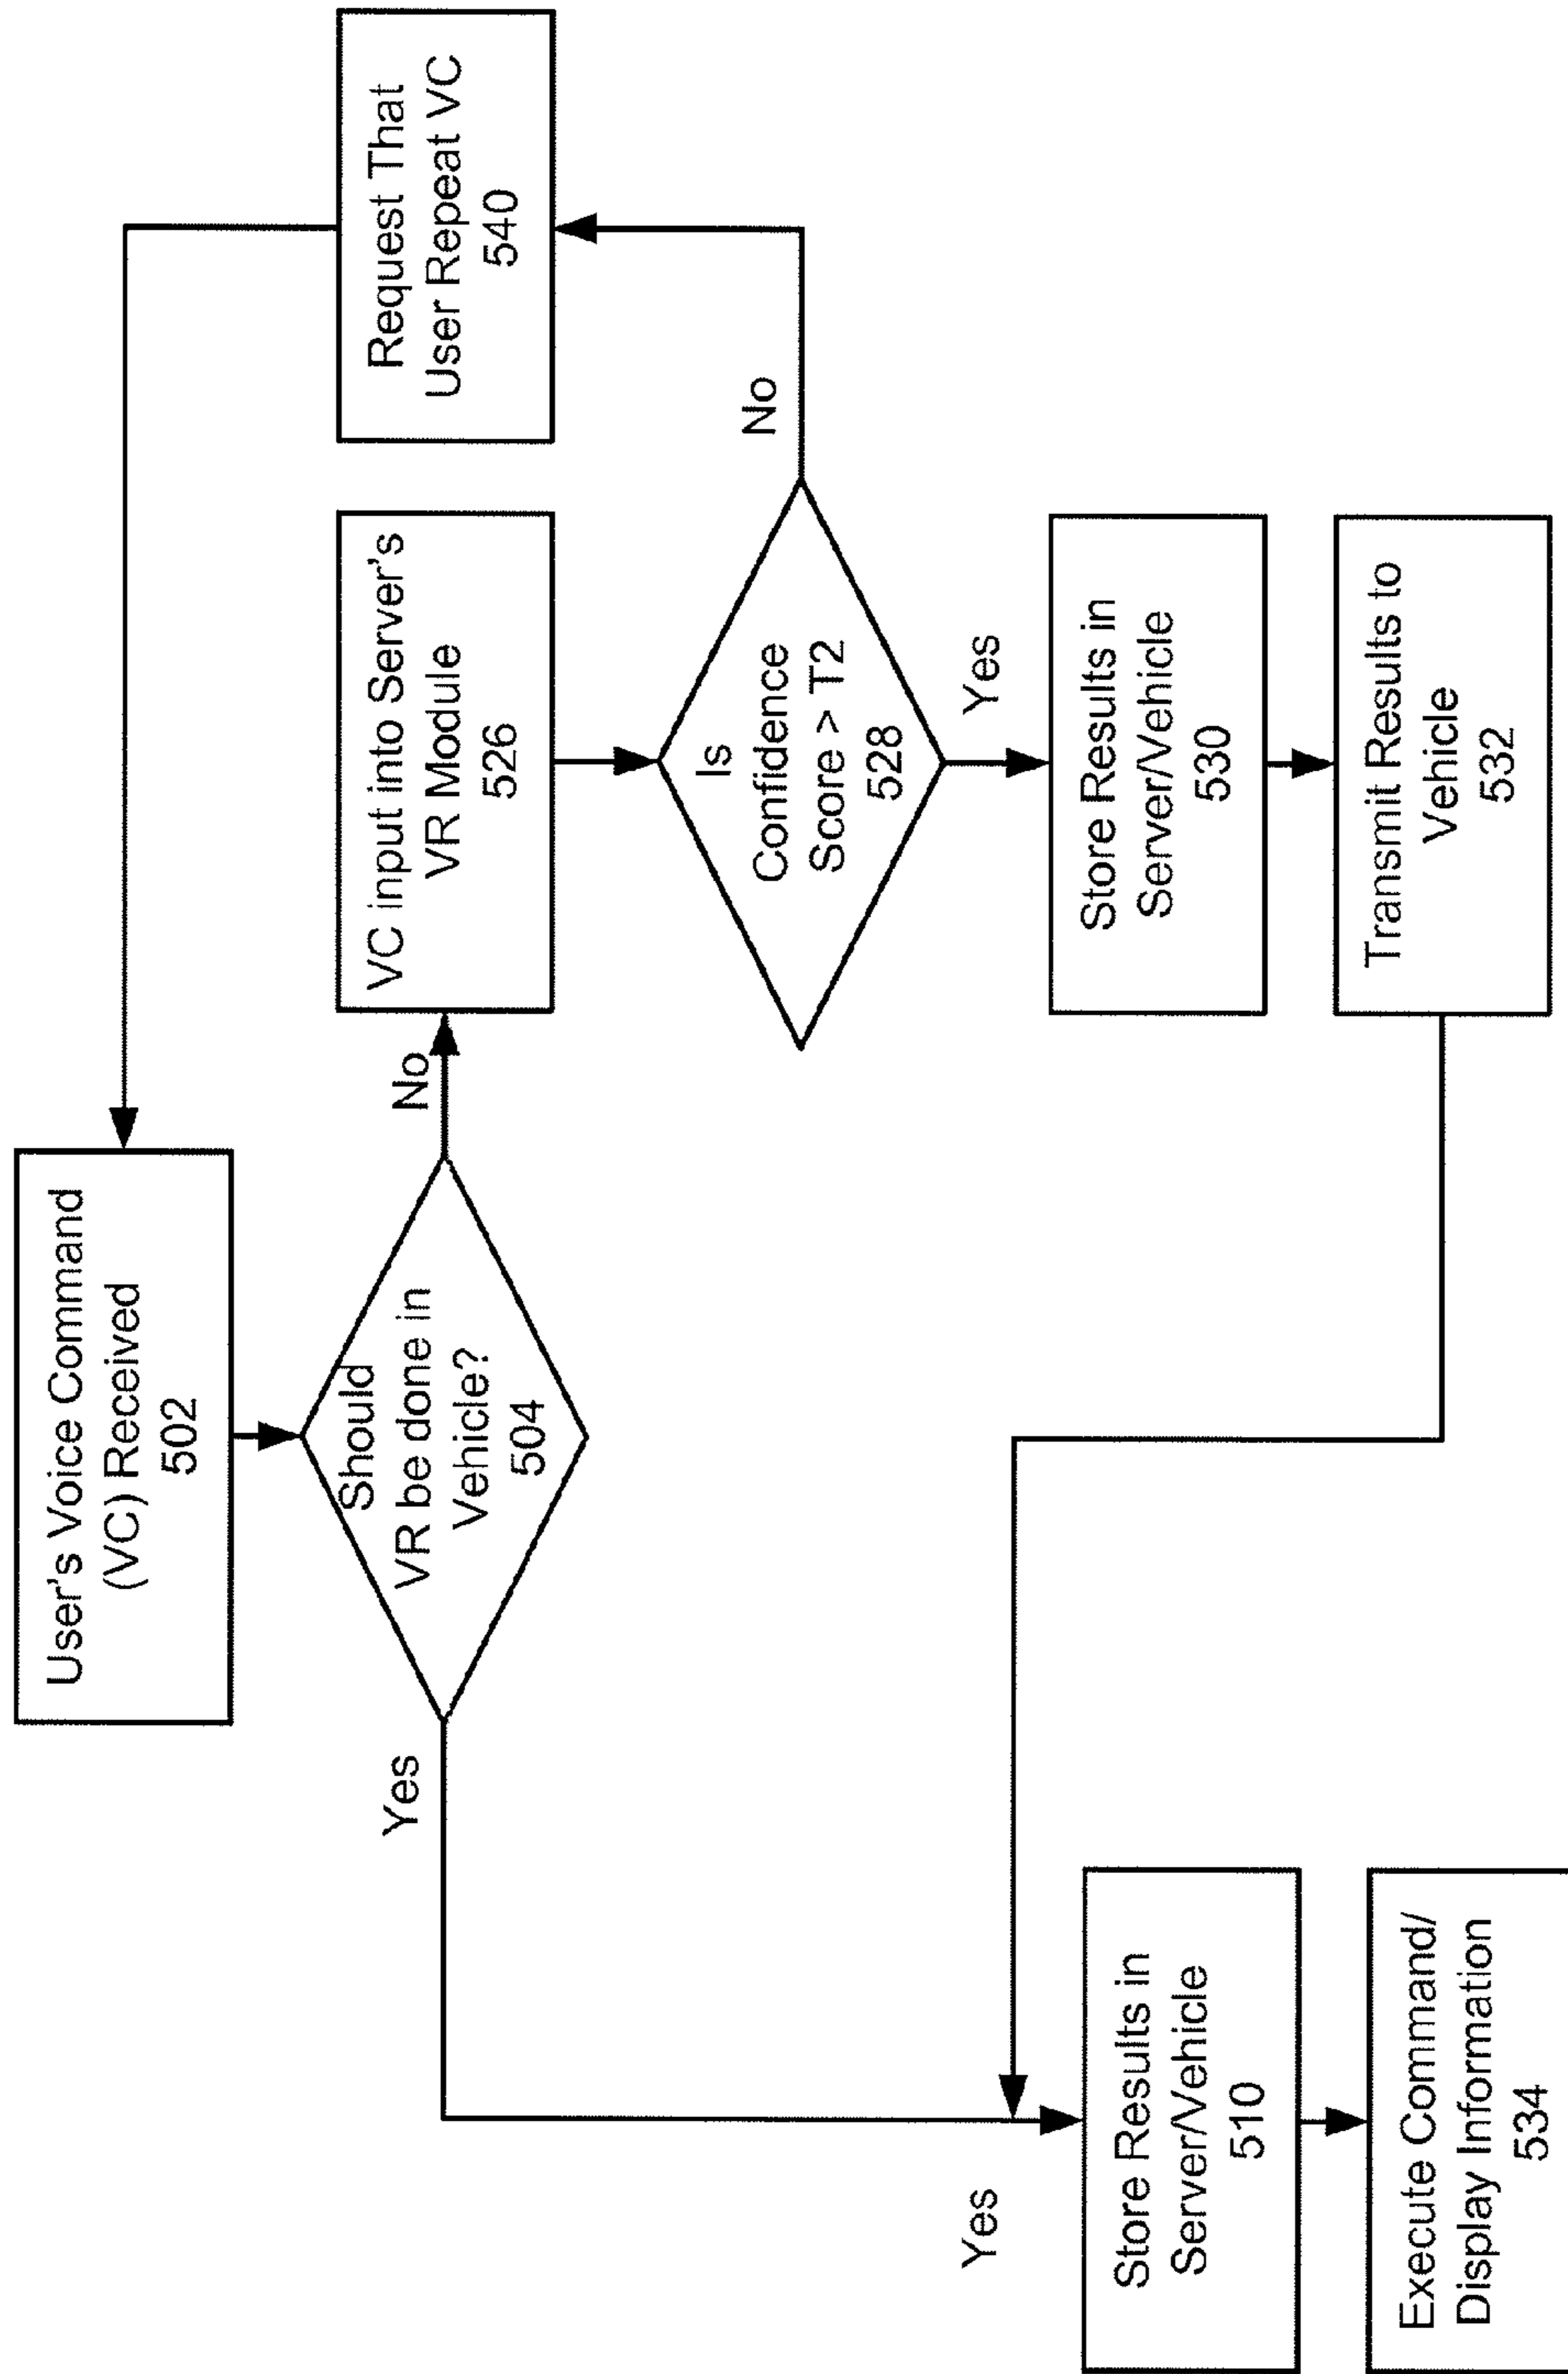 User's Voice Command
(VC) Received
502
Should
VR be done in
Vehicle?
504
Yes
No
VC input into Server's
VR Module
526
Request That
User Repeat VC
540
Is
Confidence
Score > T2
528
No
Yes
Store Results in
Server/Vehicle
530
Transmit Results to
Vehicle
532
Yes
Store Results in
Server/Vehicle
510
Execute Command/
Display Information
534